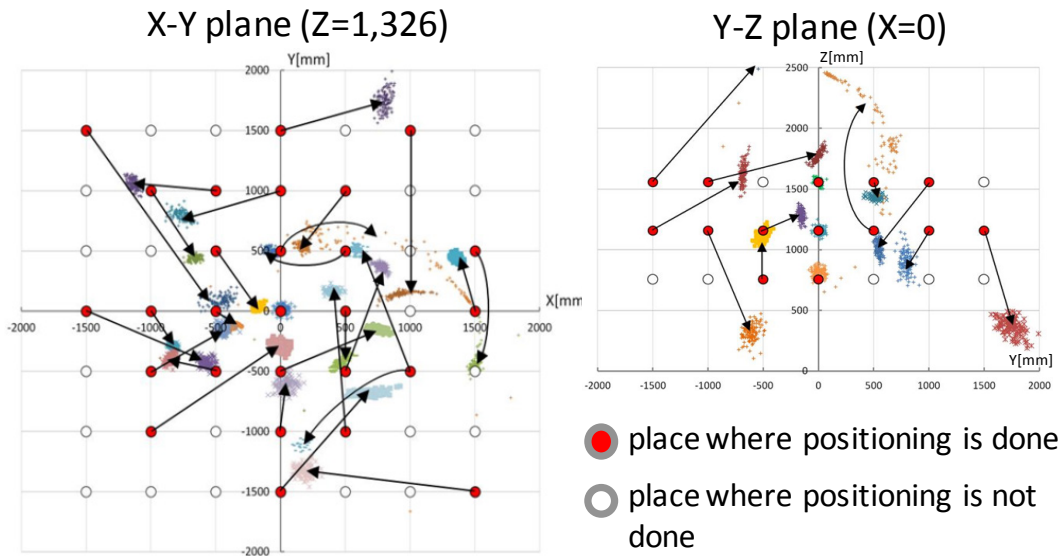 X-Y plane (Z=1,326)
Y[mm]
2000
1500
1000
500
X[mm
0
-2000 -1500 -1000 -500 0 500 1000 1500 2000
-500
-1000
-1500
-2000
Y-Z plane (X=0)
Z[mm]
2500
2000
1500
1000
500
Y[mm]
0
-2000 -1500 -1000 -500 0 500 1000 1500 2000
place where positioning is done
place where positioning is not
done